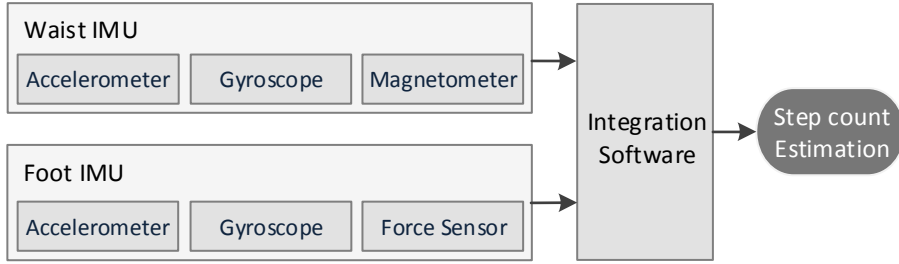 Waist IMU
Accelerometer
Gyroscope
Magnetometer
Foot IMU
Accelerometer
Gyroscope
Force Sensor
Integration
Software
Step count
Estimation